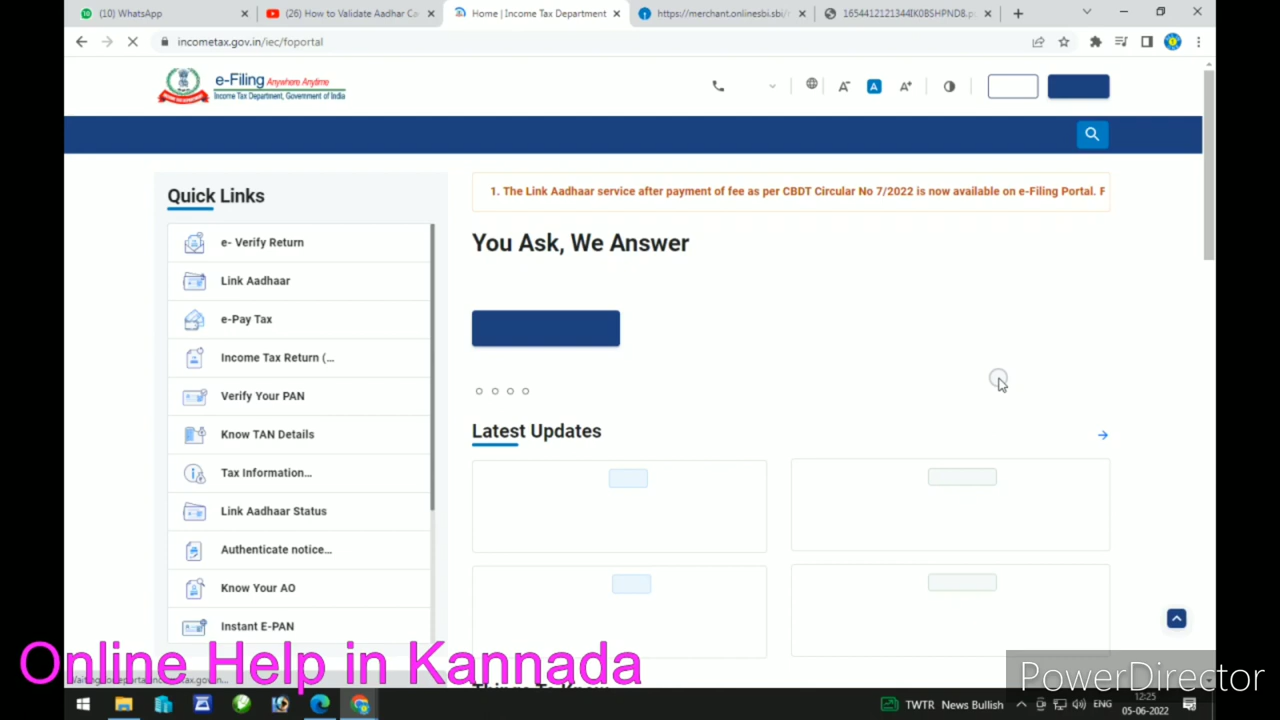 (10) WhatsApp
(26) How to Validate Aadhar Ca
Home | Income Tax Department
https://merchant.onlinesbi.sbi/
1654412121344IK0BSHPND8.p
incometax.gov.in/iec/foportal
e-Filing Anywhere Anytime
Income Tax Department, Government of India
A-
A
A+
Quick Links
1. The Link Aadhaar service after payment of fee as per CBDT Circular No 7/2022 is now available on e-Filing Portal. F
e- Verify Return
Link Aadhaar
e-Pay Tax
Income Tax Return (...
Verify Your PAN
Know TAN Details
Tax Information...
Link Aadhaar Status
Authenticate notice...
Know Your AO
Instant E-PAN
You Ask, We Answer
Latest Updates
Things To Know
Online Help in Kannada
PowerDirector
TWTR News Bullish
ENG
12:25
05-06-2022